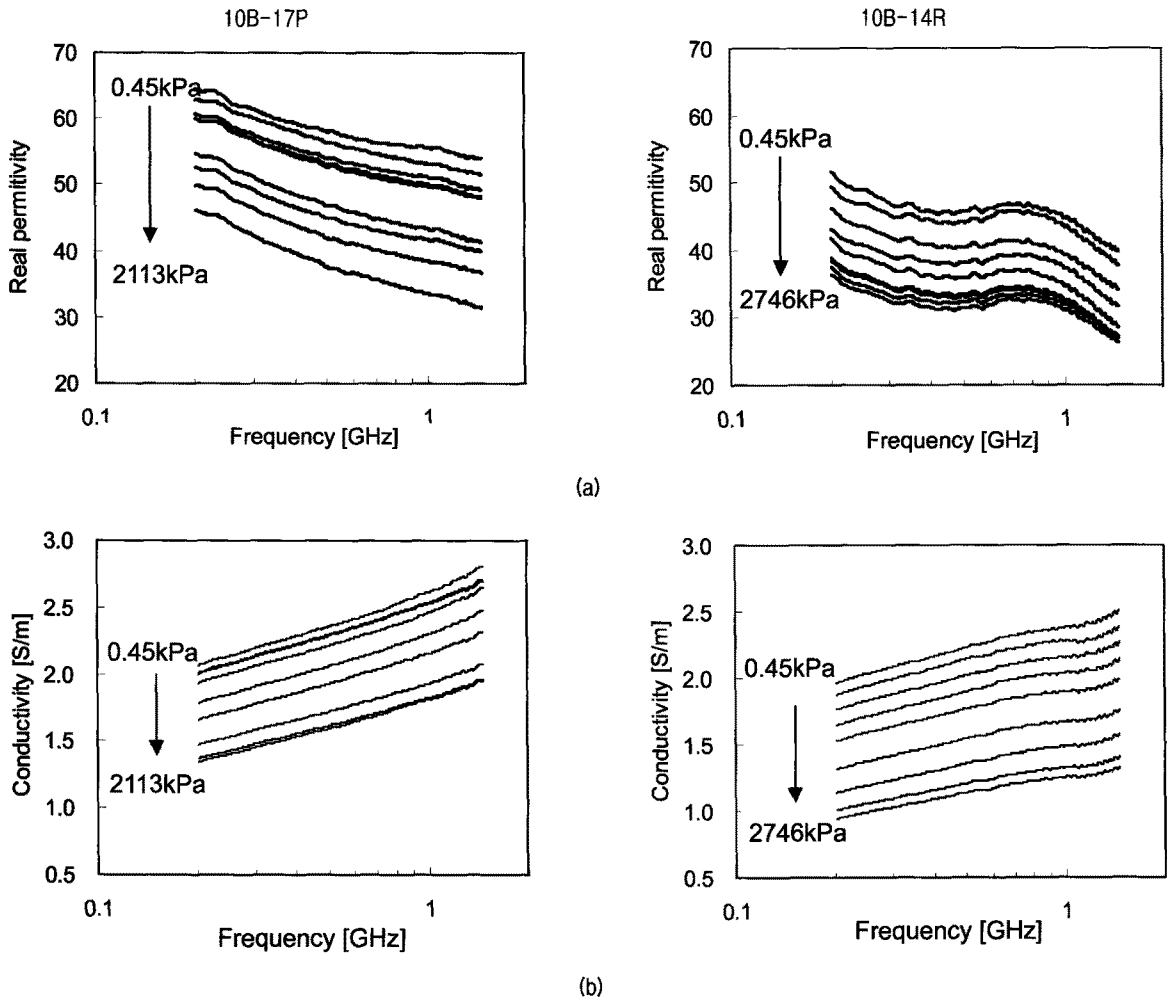 10B-17P
10B-14R
70
60
50
40
30
20
0.1
1
Real permitivity
Frequency [GHz]
0.45kPa
2113kPa
70
60
50
40
30
20
0.1
1
Real permitivity
Frequency [GHz]
0.45kPa
2746kPa
(a)
3.0
2.5
2.0
1.5
1.0
0.5
0.1
1
Conductivity [S/m]
Frequency [GHz]
0.45kPa
2113kPa
3.0
2.5
2.0
1.5
1.0
0.5
0.1
1
Conductivity [S/m]
Frequency [GHz]
0.45kPa
2746kPa
(b)